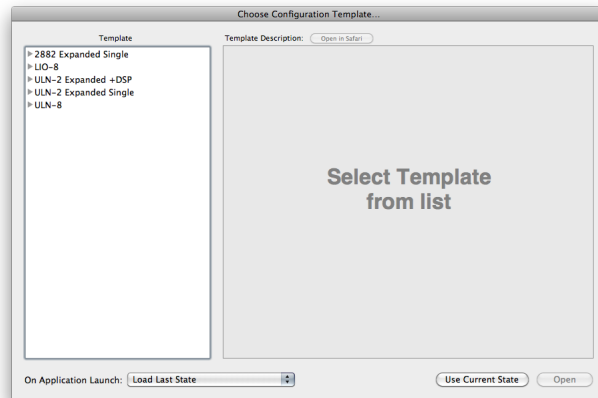 Choose Configuration Template...
Template
Template Description: Open in Safari
2882 Expanded Single
LIO-8
ULN-2 Expanded +DSP
ULN-2 Expanded Single
ULN-8
Select Template
from list
On Application Launch: Load Last State
Use Current State Open